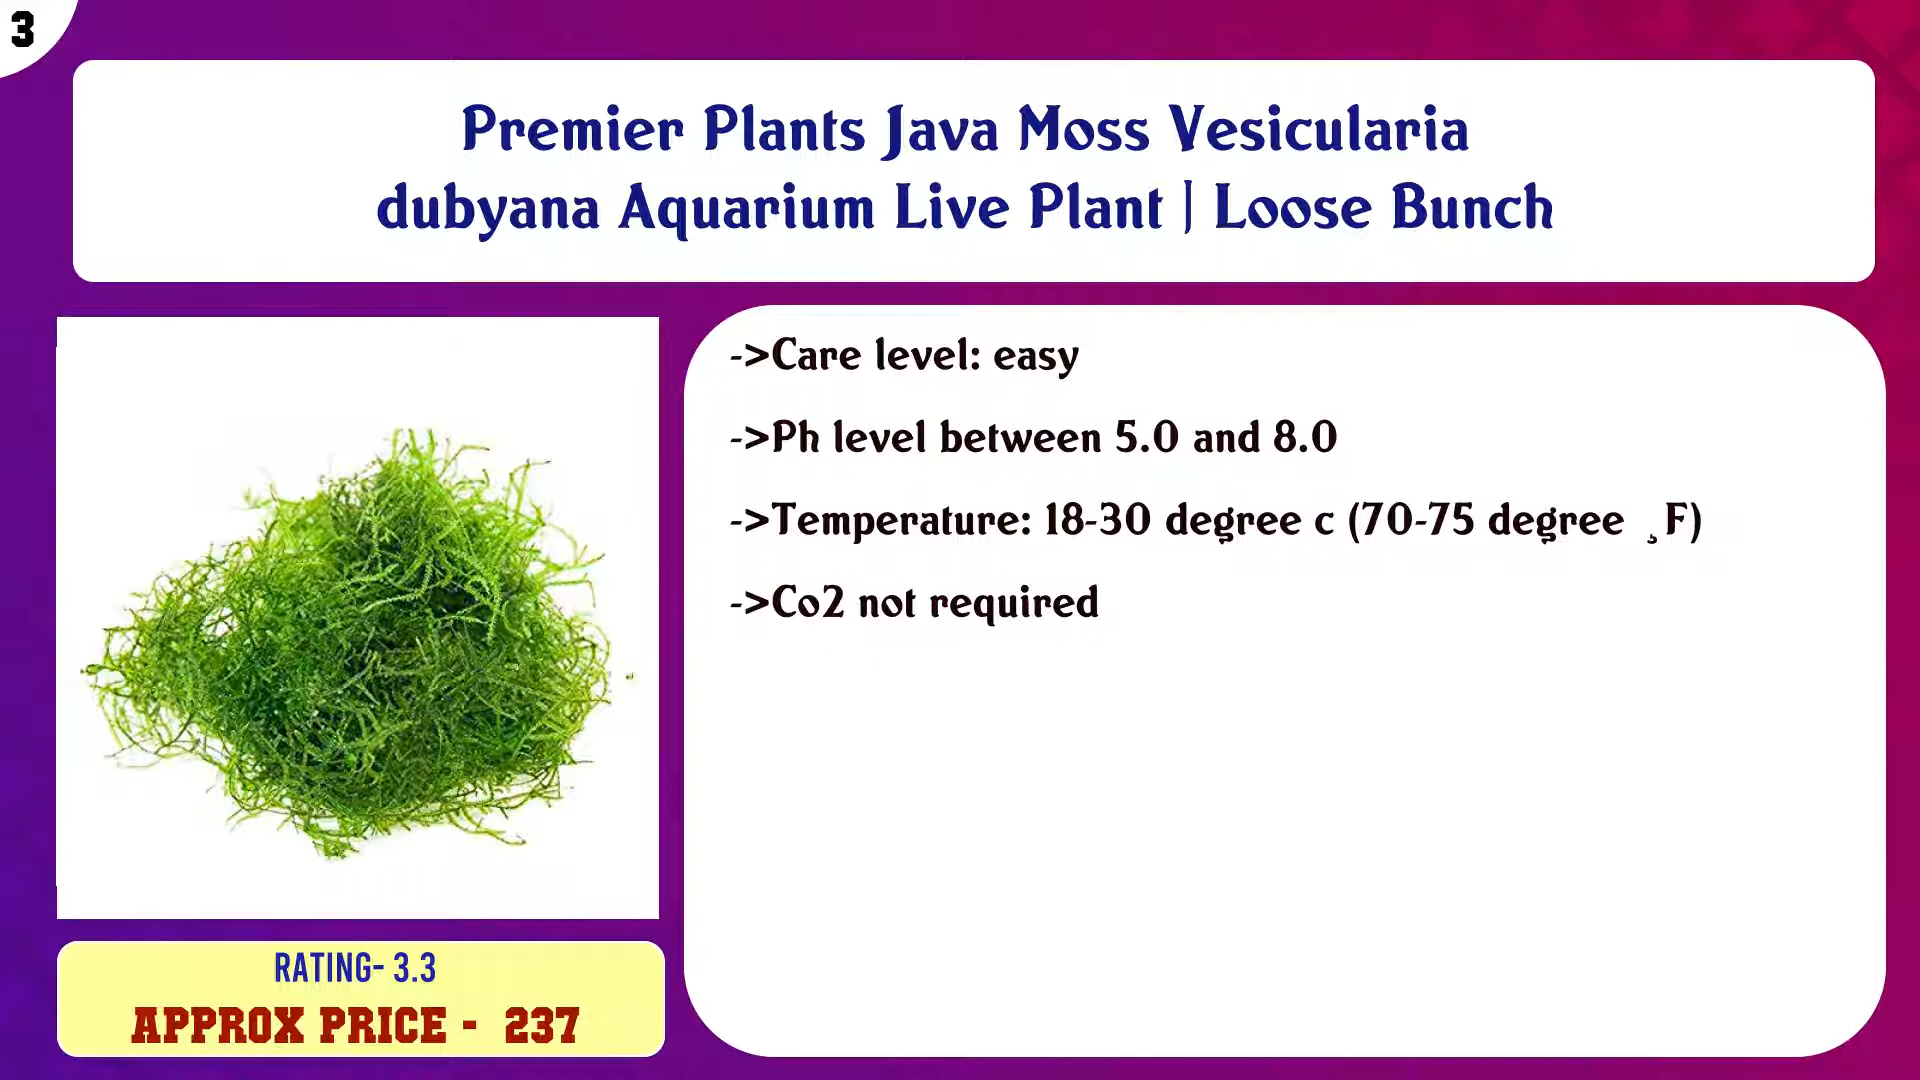 3
Premier Plants Java Moss Vesicularia
dubyana Aquarium Live Plant | Loose Bunch
->Care level: easy
->Ph level between 5.0 and 8.0
->Temperature: 18-30 degree c (70-75 degree ¸F)
->Co2 not required
RATING- 3.3
APPROX PRICE - 237